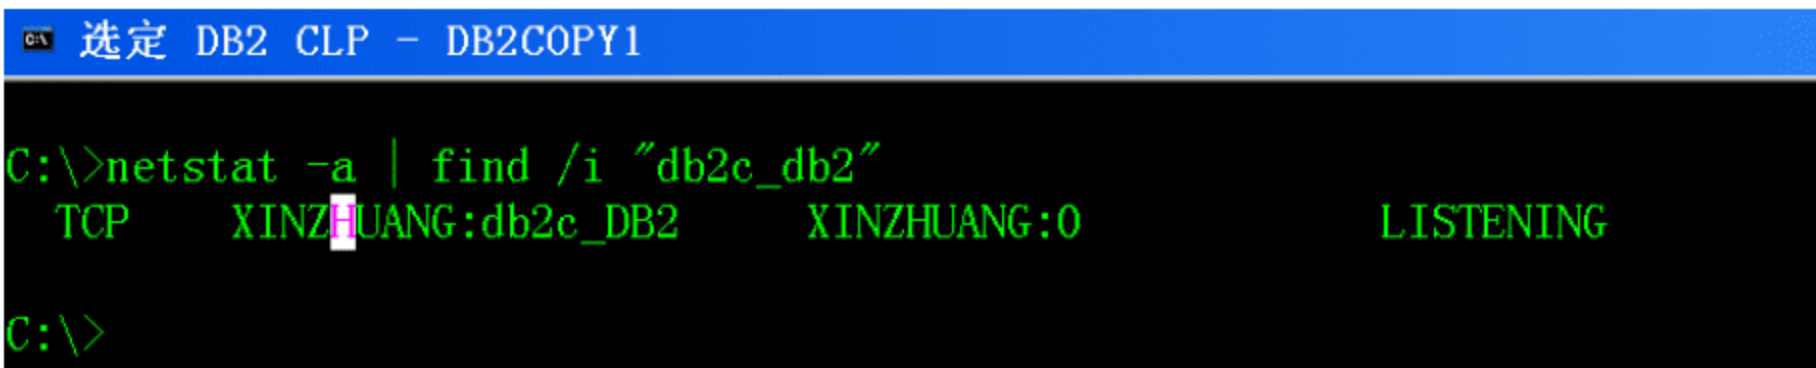 选定 DB2 CLP - DB2COPY1
C:\>netstat -a | find /i "db2c_db2"
TCP XINZHUANG:db2c_DB2 XINZHUANG:0 LISTENING
C:\>